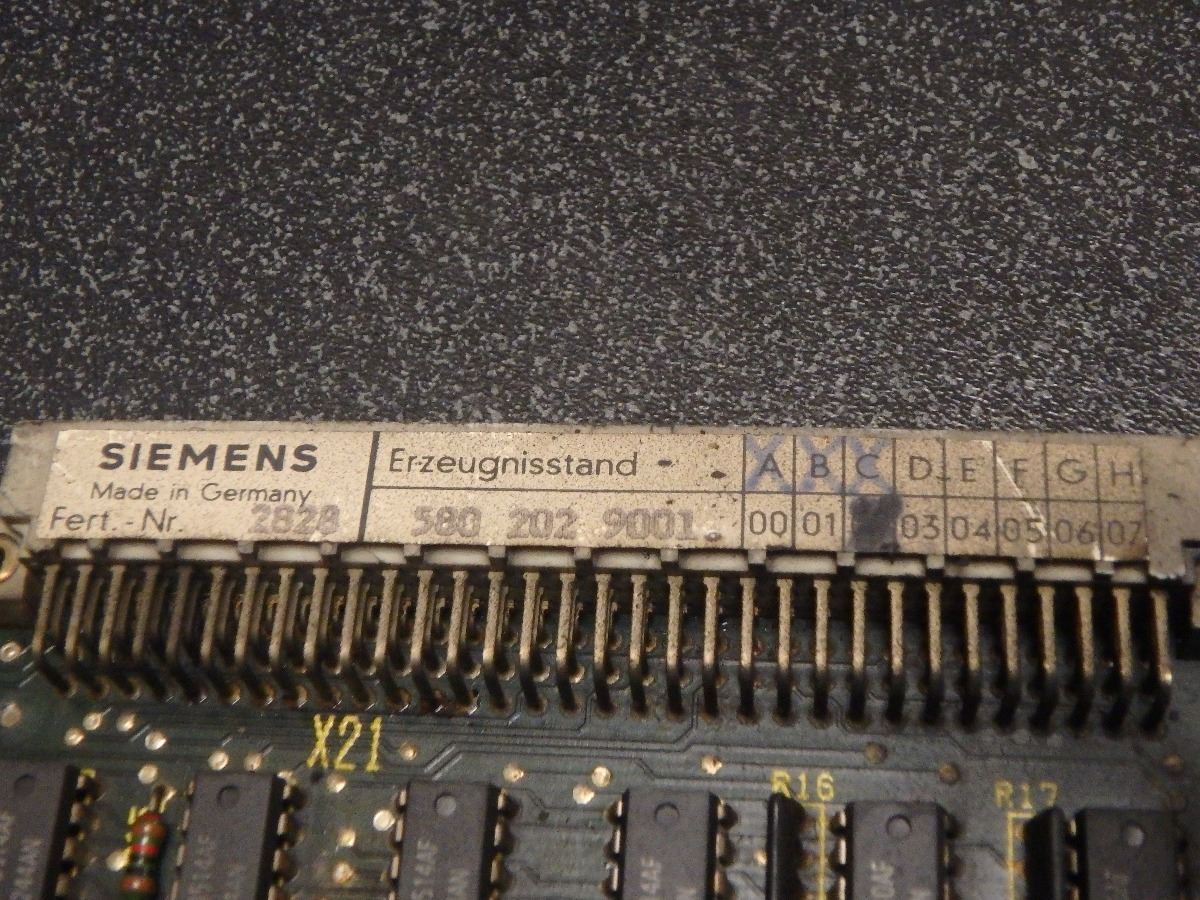 SIEMENS
Made in Germany
Fert.-Nr. 2828
Erzeugnisstand A B C D E F G H
580 202 9001. 00 01 03 04 05 06 07
X21
R16
R17